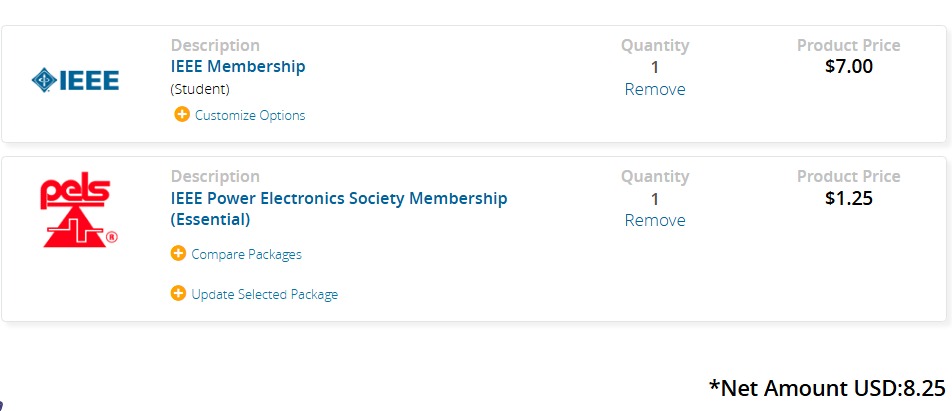 Description Quantity Product Price
IEEE IEEE Membership 1 $7.00
(Student) Remove
Customize Options
pels Description Quantity Product Price
IEEE Power Electronics Society Membership 1 $1.25
(Essential) Remove
®
Compare Packages
Update Selected Package
*Net Amount USD:8.25